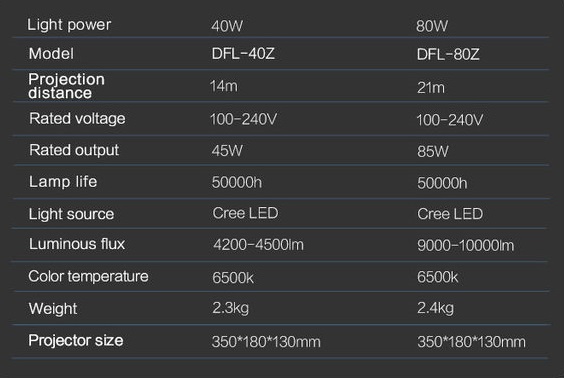 Light power 40W 80W
Model DFL-40Z DFL-80Z
Projection
distance 14m 21m
Rated voltage 100-240V 100-240V
Rated output 45W 85W
Lamp life 50000h 50000h
Light source Cree LED Cree LED
Luminous flux 4200-4500lm 9000-10000lm
Color temperature 6500k 6500k
Weight 2.3kg 2.4kg
Projector size 350*180*130mm 350*180*130mm